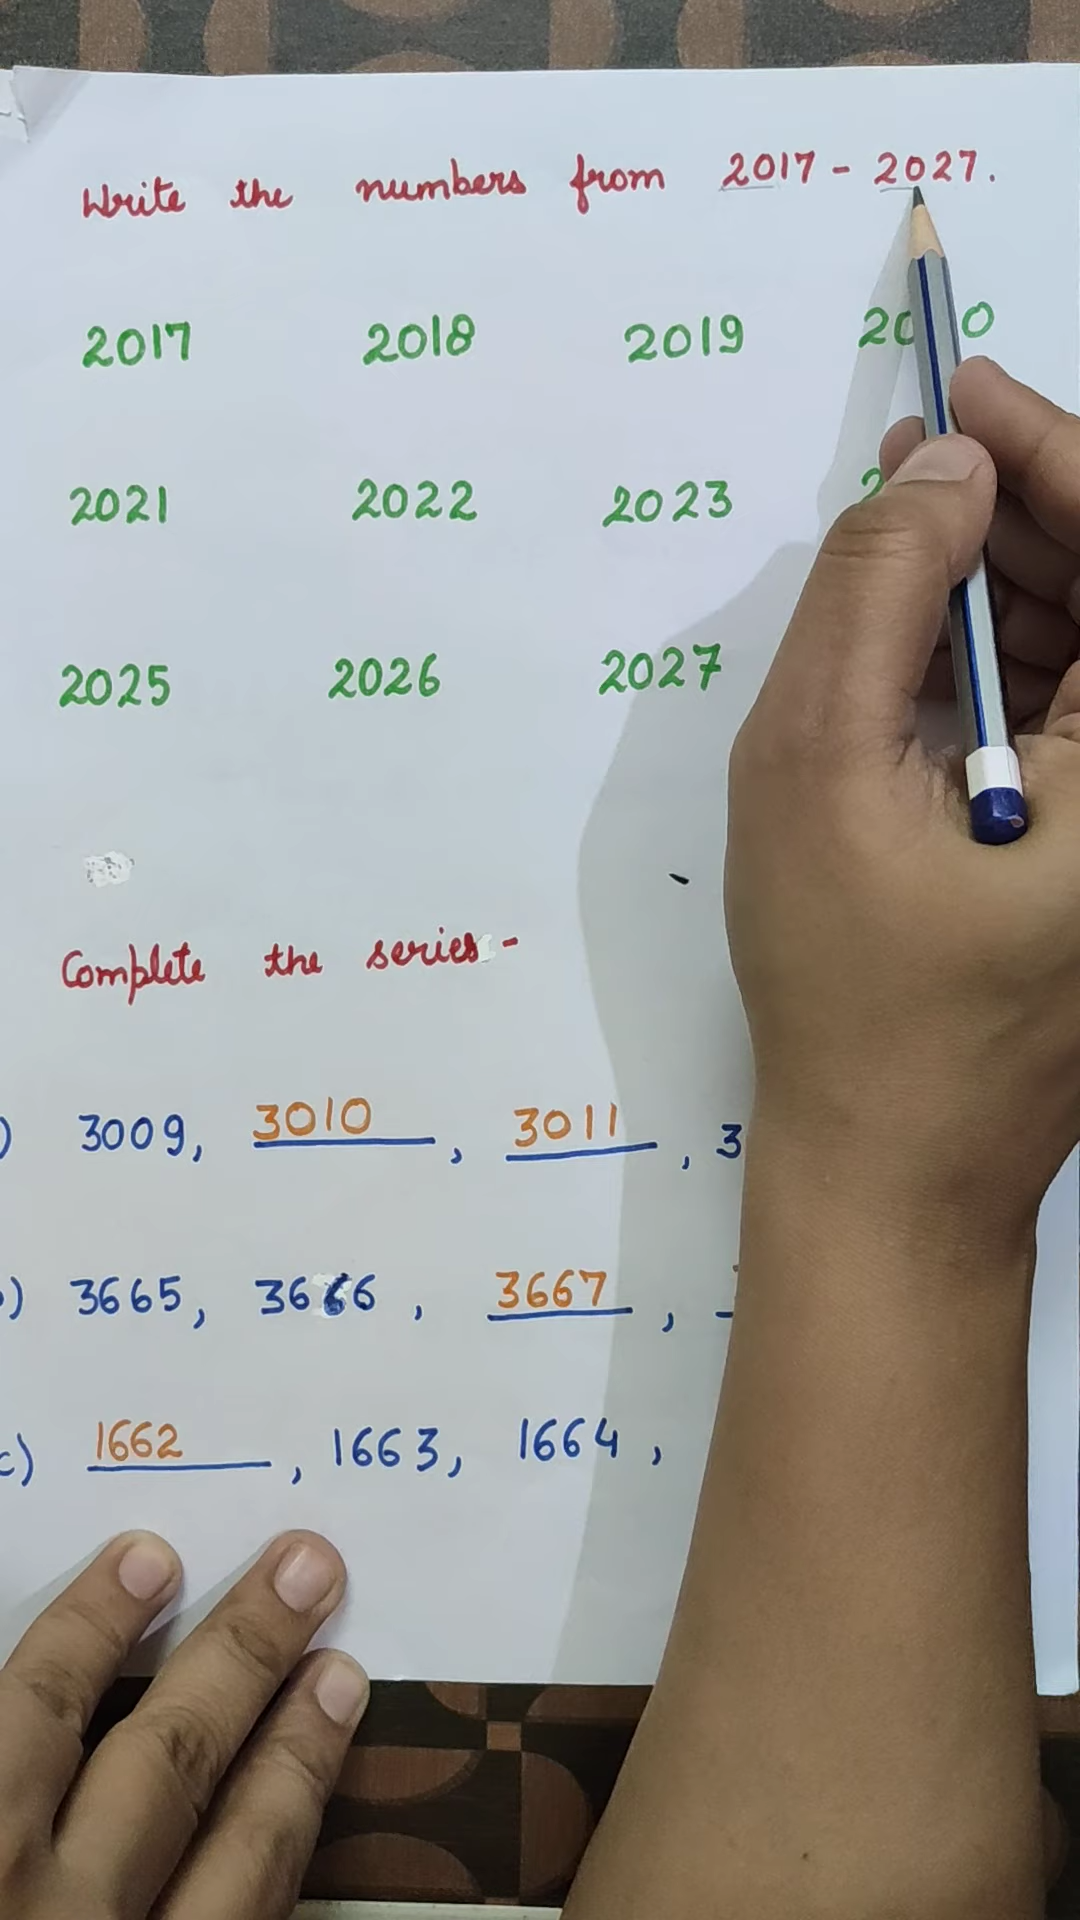 Write the numbers from 2017 - 2027.
2017 2018 2019
2021 2022 2023
2025 2026 2027
Complete the series -
) 3009, 3010, 3011, 3
) 3665, 3666, 3667,
c) 1662, 1663, 1664,